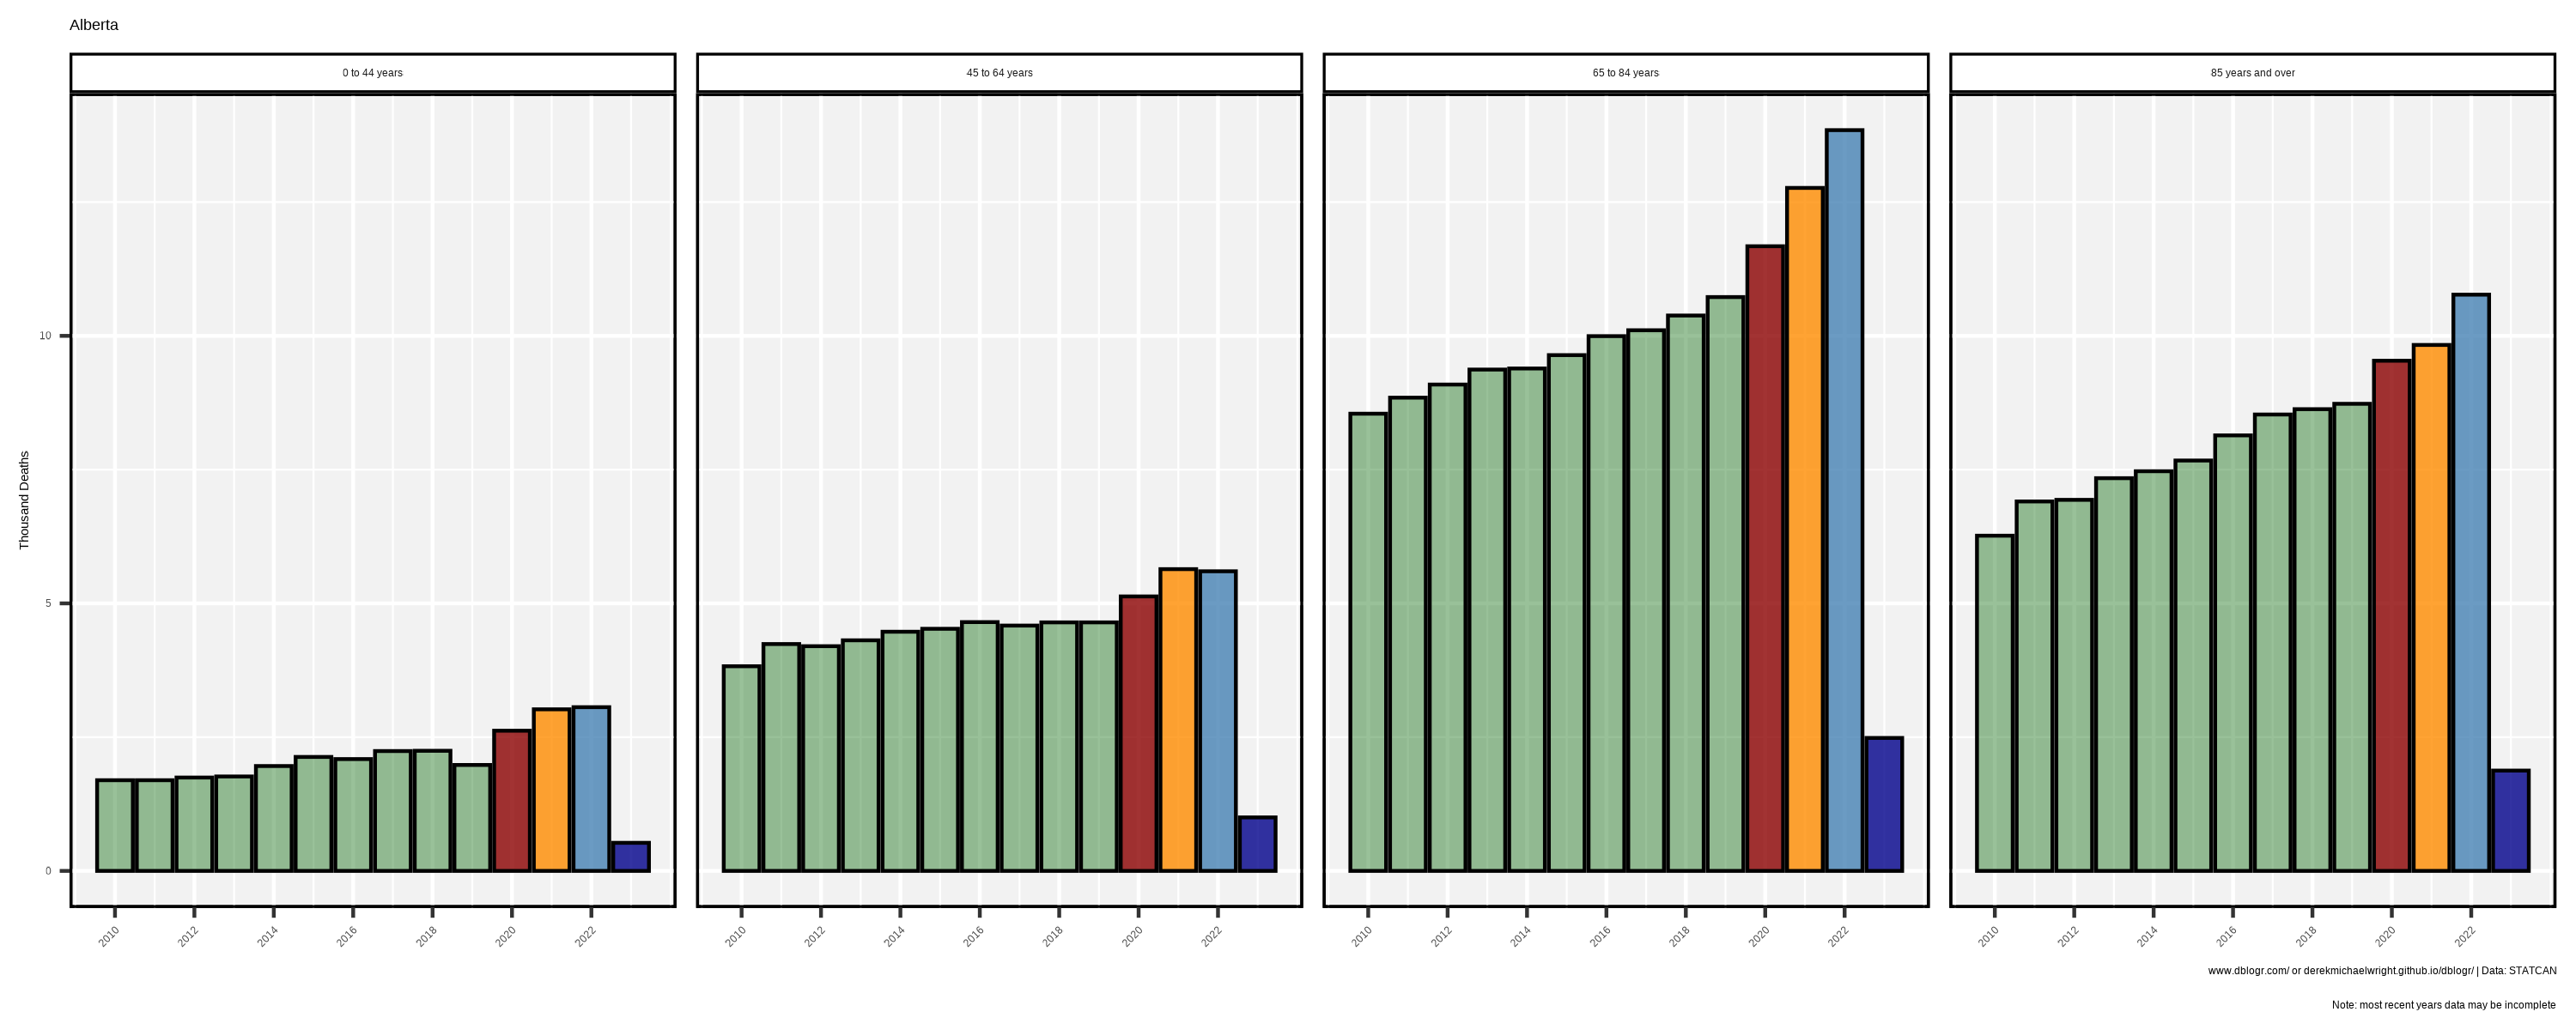 Alberta
0 to 44 years
45 to 64 years
65 to 84 years
85 years and over
Thousand Deaths
10
5
0
2010 2012 2014 2016 2018 2020 2022
2010 2012 2014 2016 2018 2020 2022
2010 2012 2014 2016 2018 2020 2022
2010 2012 2014 2016 2018 2020 2022
www.dblogr.com/ or derekmichaelwright.github.io/dblogr/ | Data: STATCAN
Note: most recent years data may be incomplete